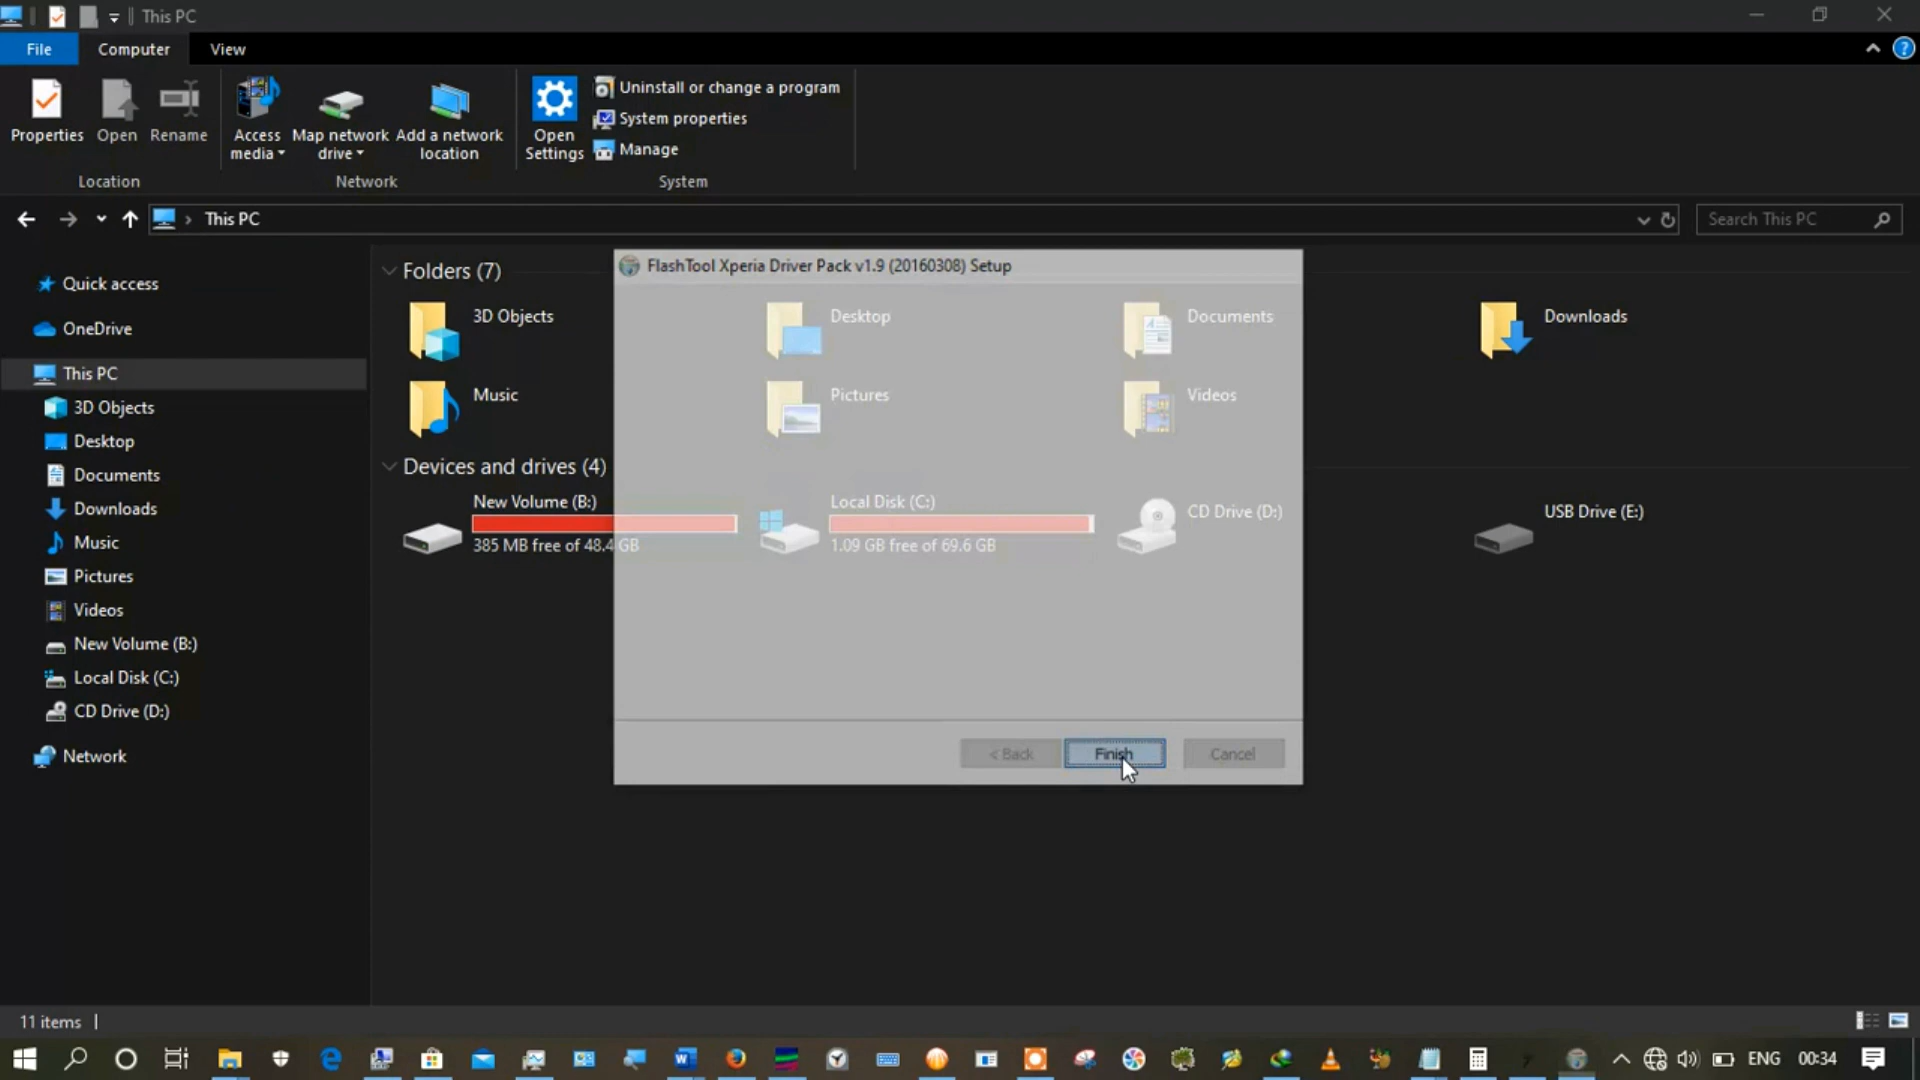 This PC
File
Computer
View
Properties
Open
Rename
Access media
Map network drive
Add a network location
Open Settings
Uninstall or change a program
System properties
Manage
Location
Network
System
This PC
Search This PC
Quick access
OneDrive
This PC
3D Objects
Desktop
Documents
Downloads
Music
Pictures
Videos
New Volume (B:)
Local Disk (C:)
CD Drive (D:)
Network
Folders (7)
3D Objects
Desktop
Documents
Downloads
Music
Pictures
Videos
Devices and drives (4)
New Volume (B:)
385 MB free of 48.4 GB
Local Disk (C:)
1.09 GB free of 69.6 GB
CD Drive (D:)
USB Drive (E:)
FlashTool Xperia Driver Pack v1.9 (20160308) Setup
< Back
Finish
Cancel
11 items
ENG
00:34